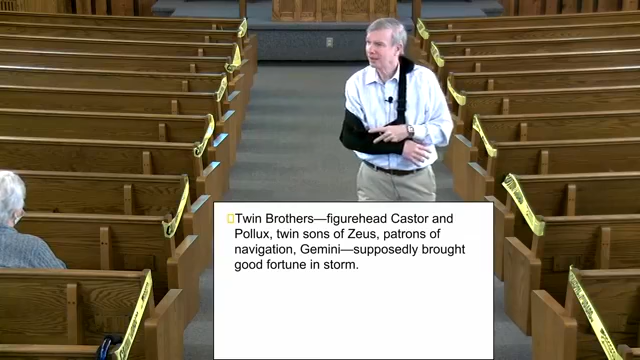 Twin Brothers—figurehead Castor and
Pollux, twin sons of Zeus, patrons of
navigation, Gemini—supposedly brought
good fortune in storm.